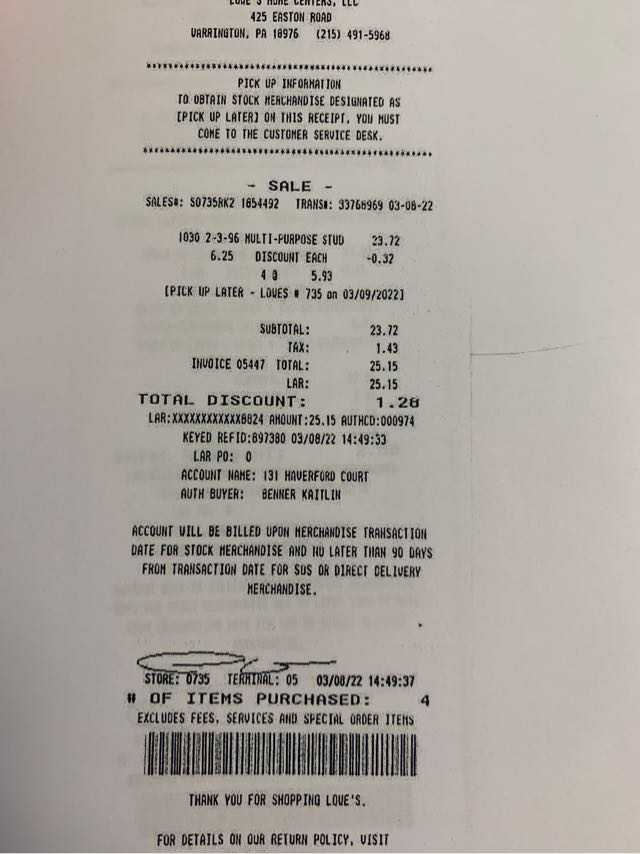 LOWE'S HOME CENTERS, LLC
425 EASTON ROAD
WARRINGTON, PA 18976 (215) 491-5968
************************************************
PICK UP INFORMATION
TO OBTAIN STOCK MERCHANDISE DESIGNATED AS
[PICK UP LATER] ON THIS RECEIPT, YOU MUST
COME TO THE CUSTOMER SERVICE DESK.
************************************************
- SALE -
SALES#: S0735RK2 1854492 TRANS#: 33768969 03-08-22
1030 2-3-96 MULTI-PURPOSE STUD 23.72
6.25 DISCOUNT EACH -0.32
4 @ 5.93
[PICK UP LATER - LOWES # 735 on 03/09/2022]
SUBTOTAL: 23.72
TAX: 1.43
INVOICE 05447 TOTAL: 25.15
LAR: 25.15
TOTAL DISCOUNT: 1.28
LAR:XXXXXXXXXXXX8824 AMOUNT:25.15 AUTHCD:000974
KEYED REFID:897380 03/08/22 14:49:33
LAR PO: 0
ACCOUNT NAME: 131 HAVERFORD COURT
AUTH BUYER: BENNER KAITLIN
ACCOUNT WILL BE BILLED UPON MERCHANDISE TRANSACTION
DATE FOR STOCK MERCHANDISE AND NO LATER THAN 90 DAYS
FROM TRANSACTION DATE FOR SOS OR DIRECT DELIVERY
MERCHANDISE.
STORE: 0735 TERMINAL: 05 03/08/22 14:49:37
# OF ITEMS PURCHASED: 4
EXCLUDES FEES, SERVICES AND SPECIAL ORDER ITEMS
THANK YOU FOR SHOPPING LOWE'S.
FOR DETAILS ON OUR RETURN POLICY, VISIT